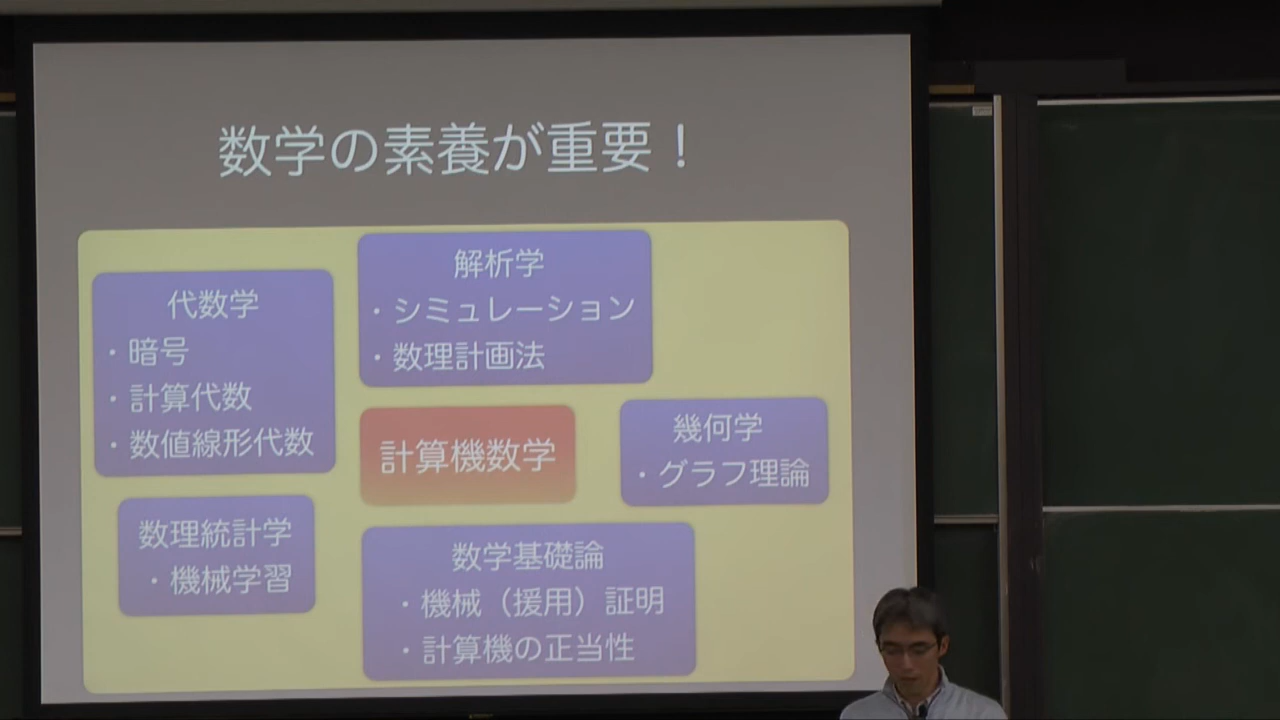 数学の素養が重要！
代数学
・暗号
・計算代数
・数値線形代数
解析学
・シミュレーション
・数理計画法
計算機数学
幾何学
・グラフ理論
数理統計学
・機械学習
数学基礎論
・機械（援用）証明
・計算機の正当性